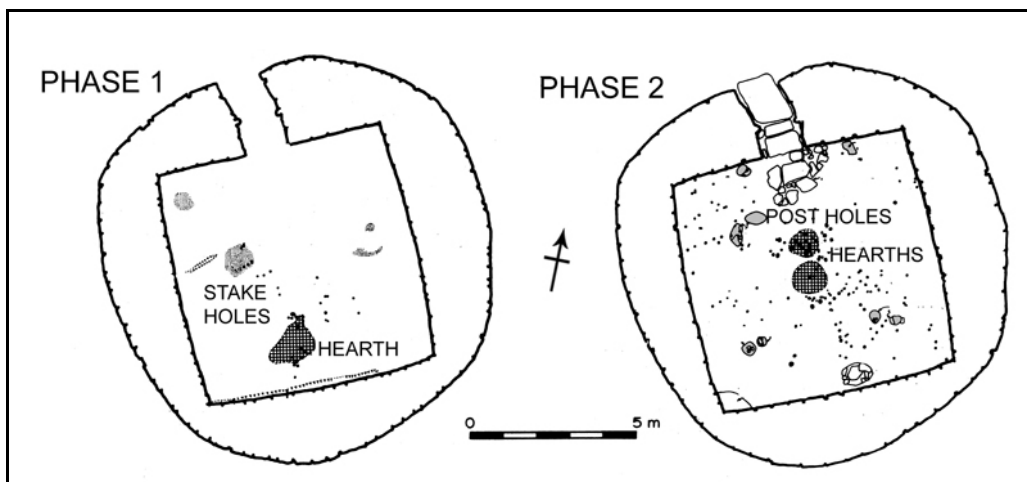 PHASE 1
PHASE 2
POST HOLES
HEARTHS
STAKE
HOLES
HEARTH
0
5 m